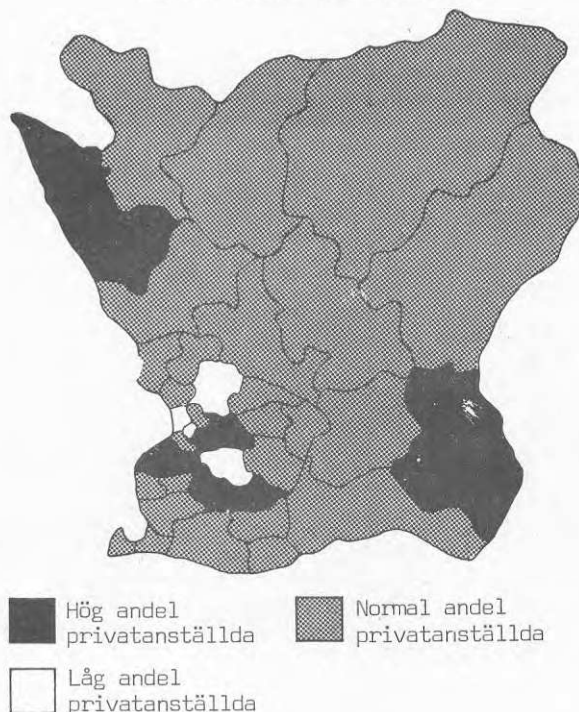 Hög andel
privatanställda
Normal andel
privatanställda
Låg andel
privatanställda